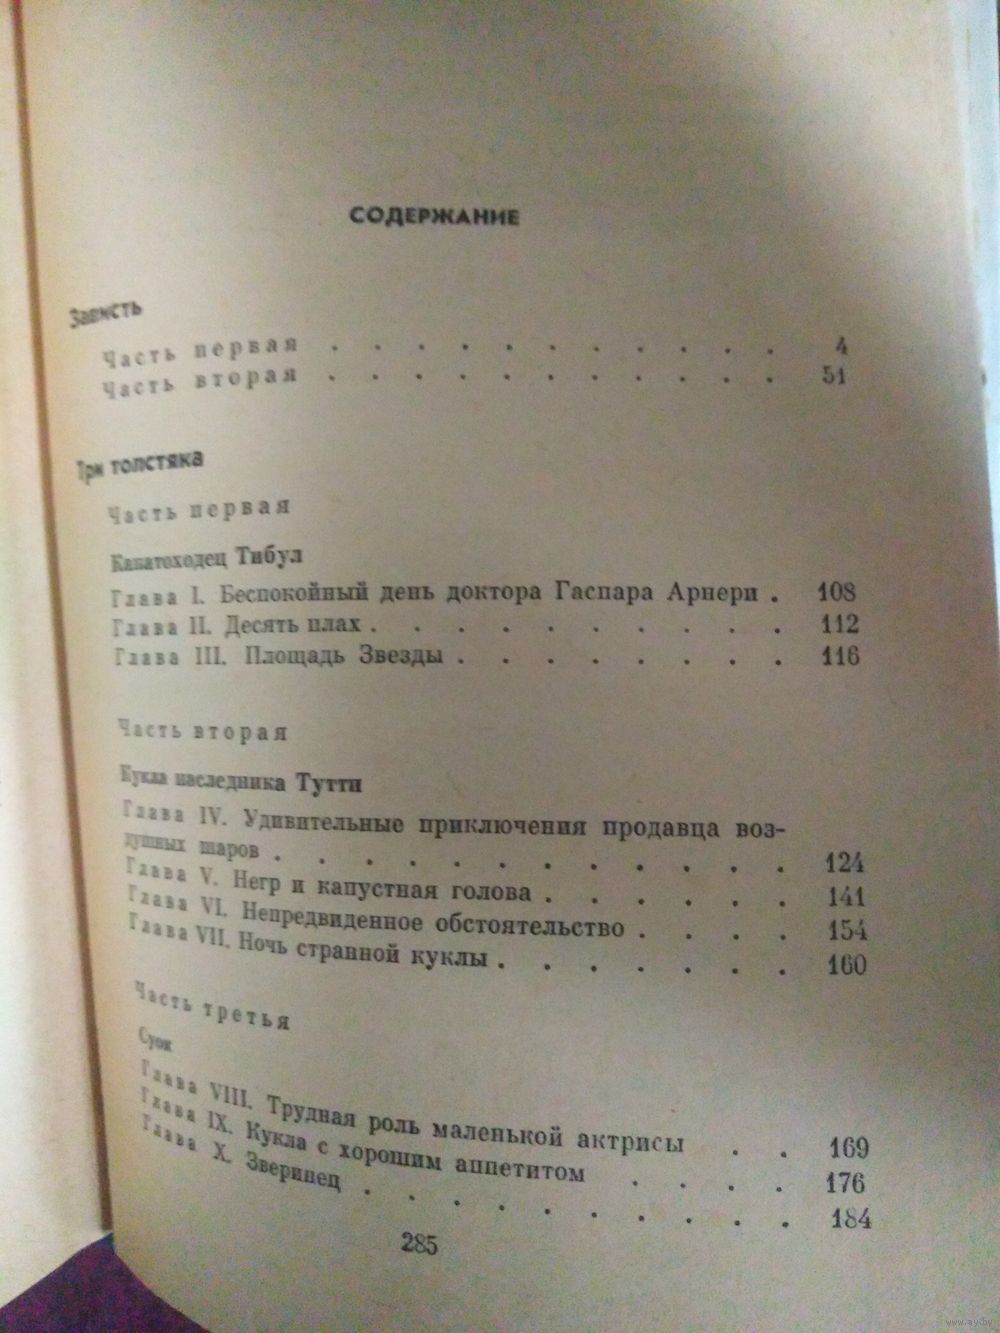 СОДЕРЖАНИЕ
Зависть
Часть первая . . . . . . . . . . . 4
Часть вторая . . . . . . . . . . . 51
Три толстяка
Часть первая
Канатоходец Тибул
Глава I. Беспокойный день доктора Гаспара Арнери . 108
Глава II. Десять плах . . . . . . . . . . 112
Глава III. Площадь Звезды . . . . . . . . 116
Часть вторая
Кукла наследника Тутти
Глава IV. Удивительные приключения продавца воз-
душных шаров . . . . . . . . . . . . 124
Глава V. Негр и капустная голова . . . . . . 141
Глава VI. Непредвиденное обстоятельство . . . . 154
Глава VII. Ночь странной куклы . . . . . . . 160
Часть третья
Суок
Глава VIII. Трудная роль маленькой актрисы . . 169
Глава IX. Кукла с хорошим аппетитом . . . . 176
Глава X. Зверинец . . . . . . . . . . 184
285
www.ay.by